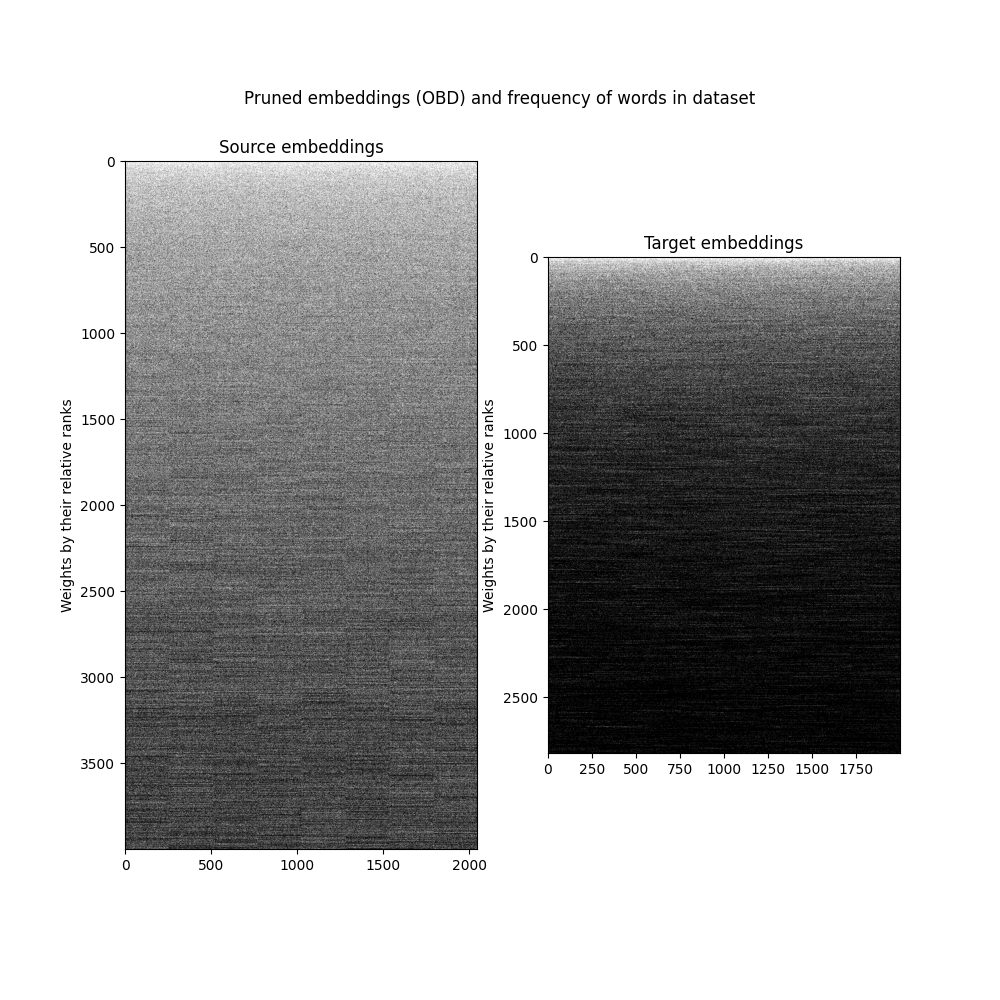 Pruned embeddings (OBD) and frequency of words in dataset
Source embeddings
0
500
1000
1500
2000
2500
3000
3500
Weights by their relative ranks
0 500 1000 1500 2000
Target embeddings
0
500
1000
1500
2000
2500
Weights by their relative ranks
0 250 500 750 1000 1250 1500 1750